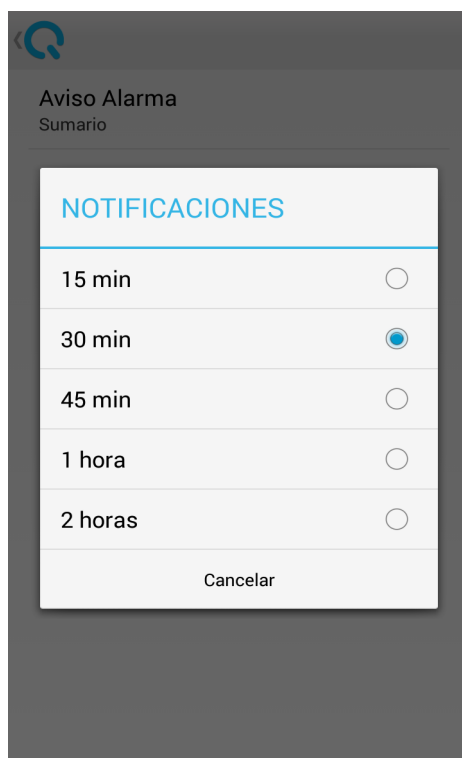 Aviso Alarma
Sumario
NOTIFICACIONES
15 min
30 min
45 min
1 hora
2 horas
Cancelar